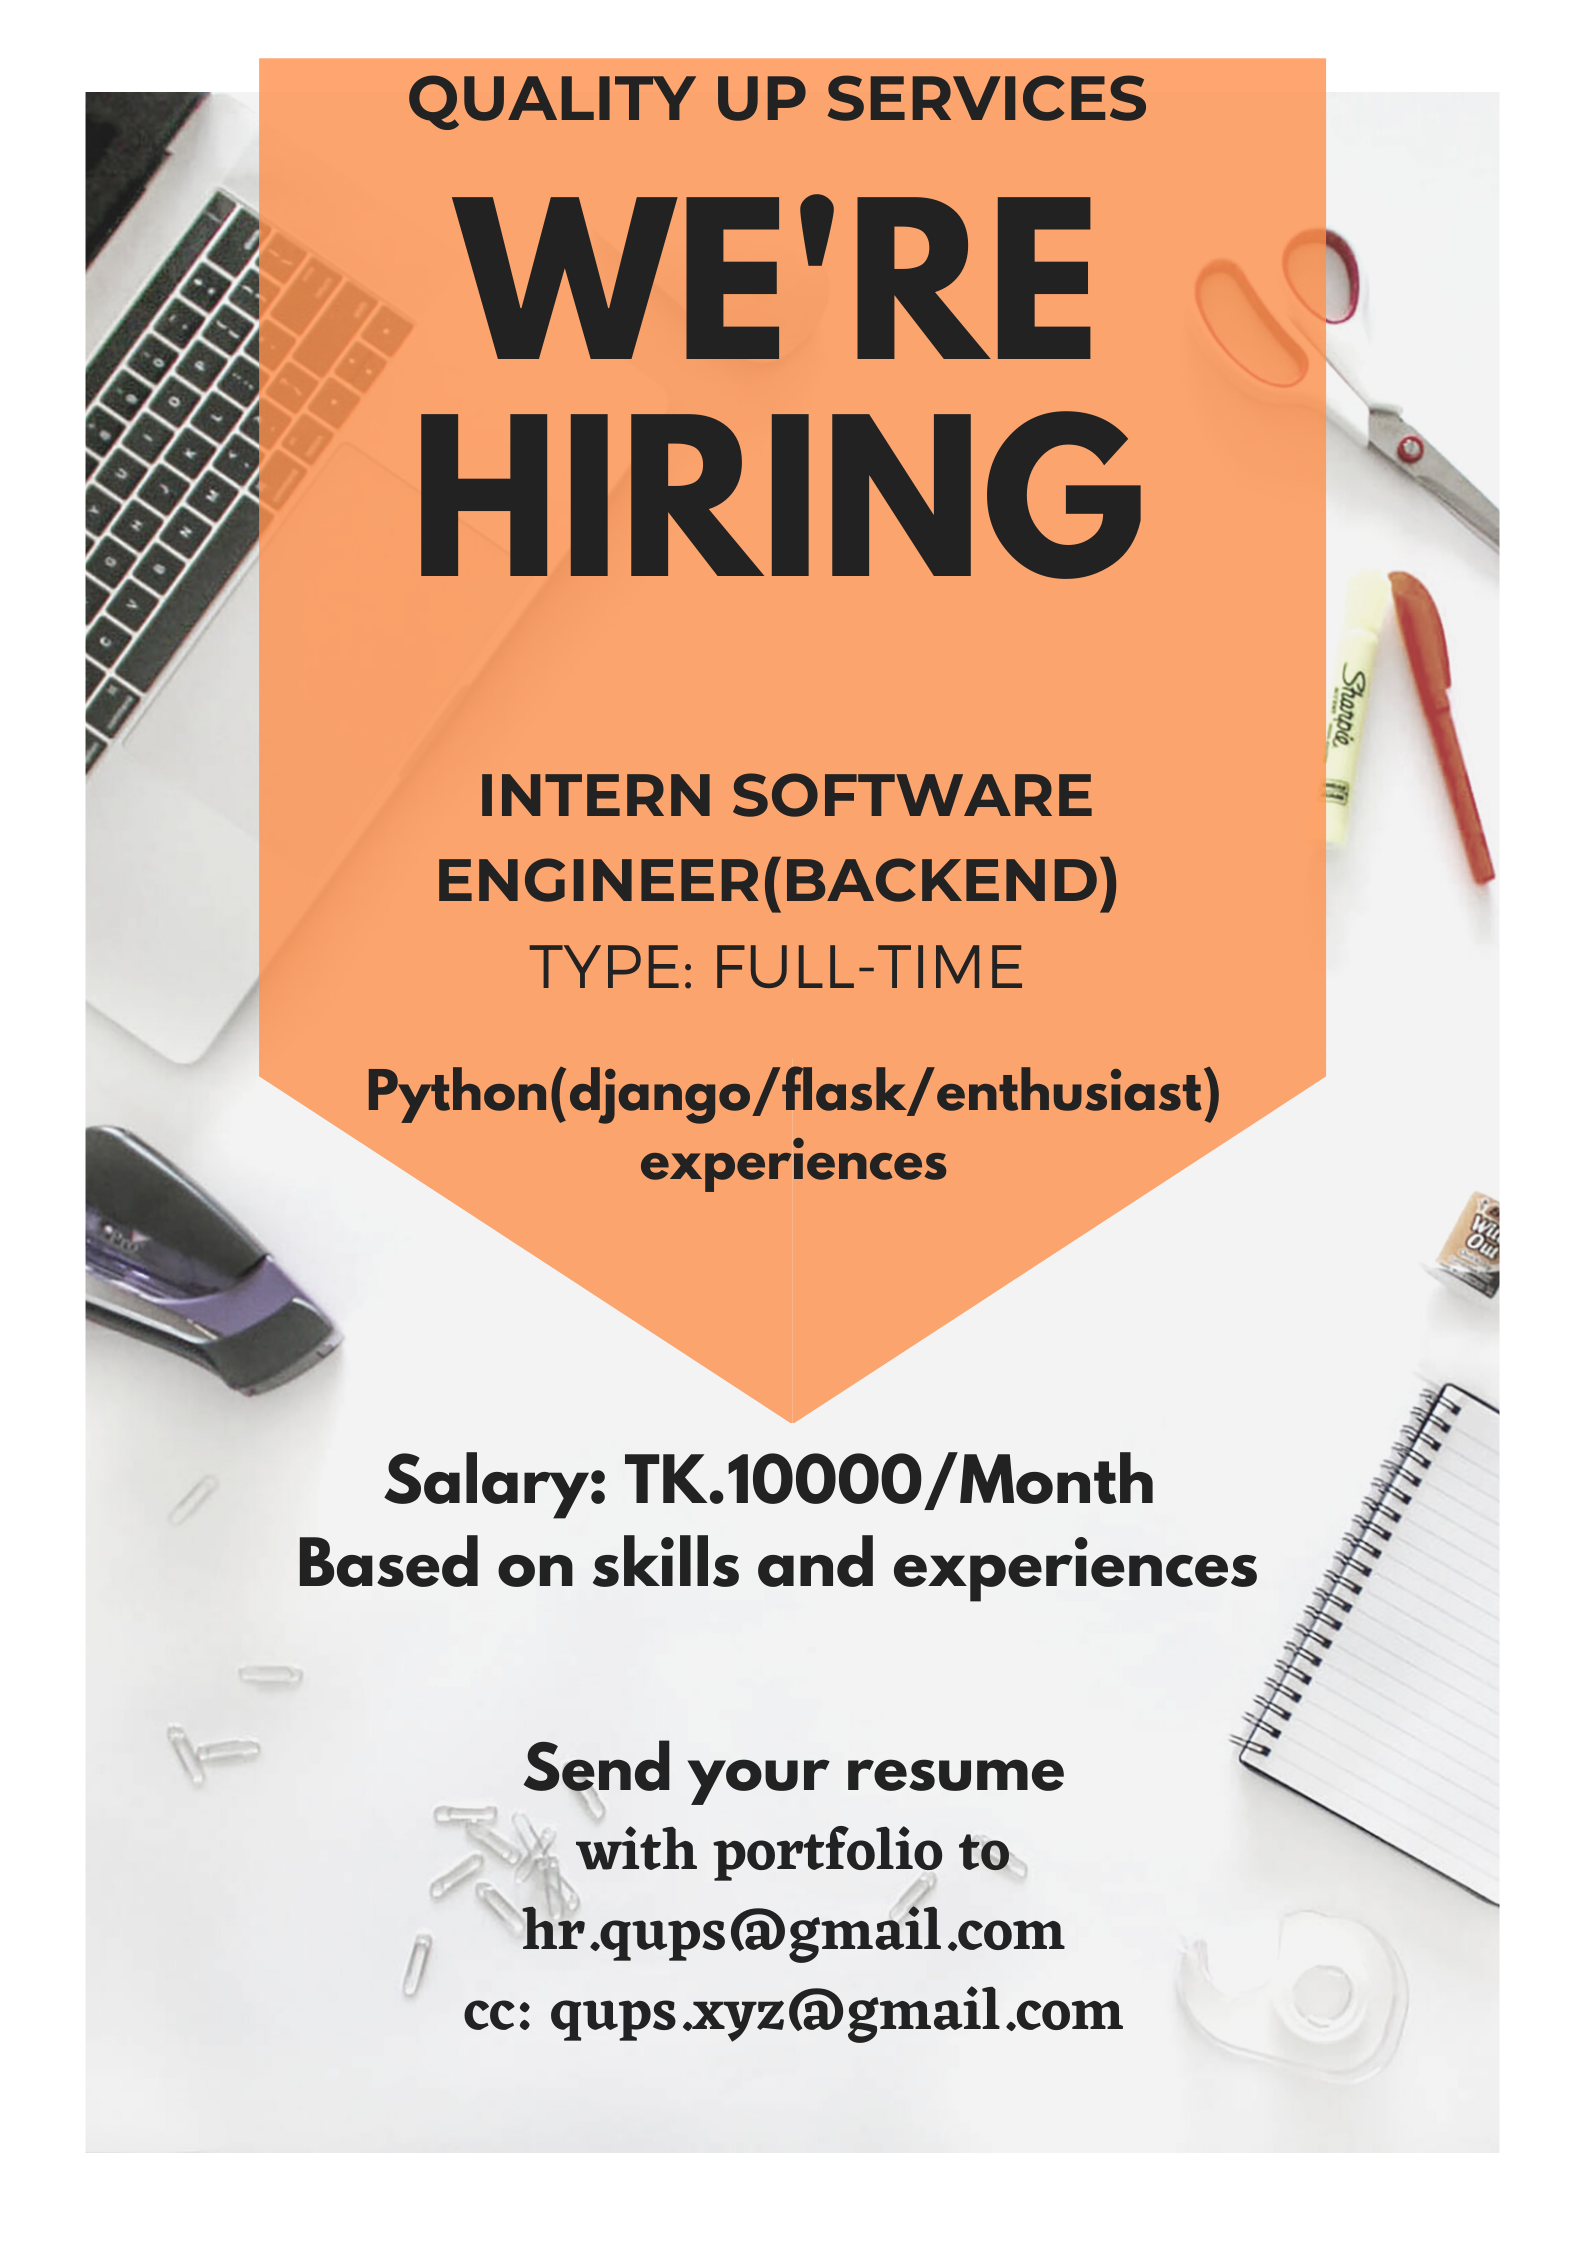 QUALITY UP SERVICES
WE'RE
HIRING
INTERN SOFTWARE
ENGINEER(BACKEND)
TYPE: FULL-TIME
Python(django/flask/enthusiast)
experiences
Salary: TK.10000/Month
Based on skills and experiences
Send your resume
with portfolio to
hr.qups@gmail.com
cc: qups.xyz@gmail.com
Sharpie